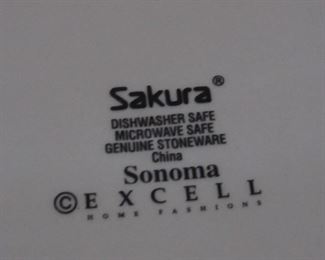 Sakura®
DISHWASHER SAFE
MICROWAVE SAFE
GENUINE STONEWARE
China
Sonoma
© EXCELL
HOME FASHIONS